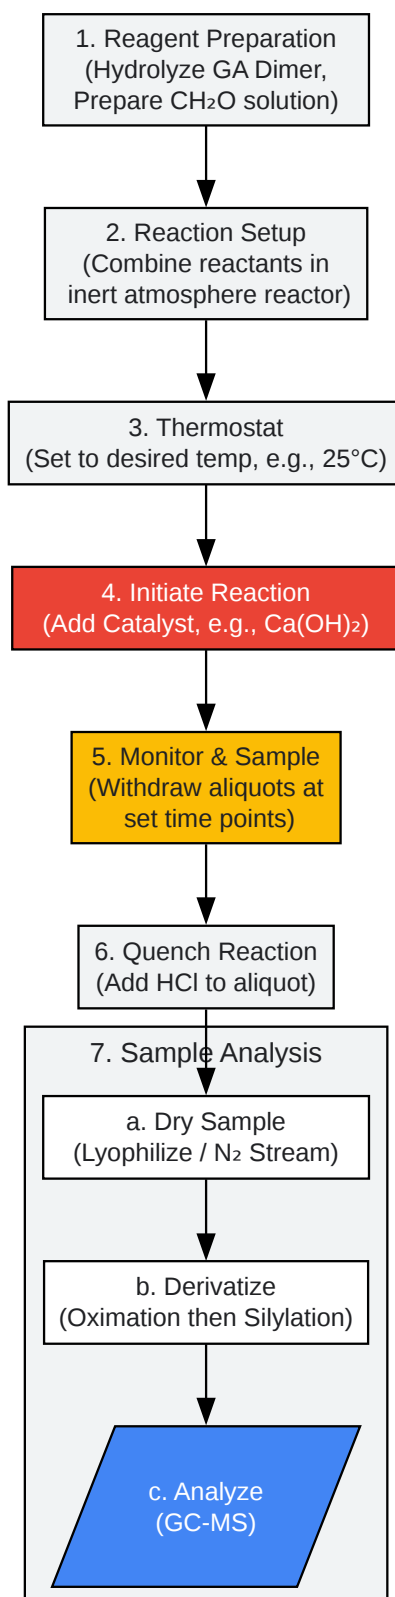 1. Reagent Preparation
(Hydrolyze GA Dimer,
Prepare CH₂O solution)
2. Reaction Setup
(Combine reactants in
inert atmosphere reactor)
3. Thermostat
(Set to desired temp, e.g., 25°C)
4. Initiate Reaction
(Add Catalyst, e.g., Ca(OH)₂)
5. Monitor & Sample
(Withdraw aliquots at
set time points)
6. Quench Reaction
(Add HCl to aliquot)
7. Sample Analysis
a. Dry Sample
(Lyophilize / N₂ Stream)
b. Derivatize
(Oximation then Silylation)
c. Analyze
(GC-MS)